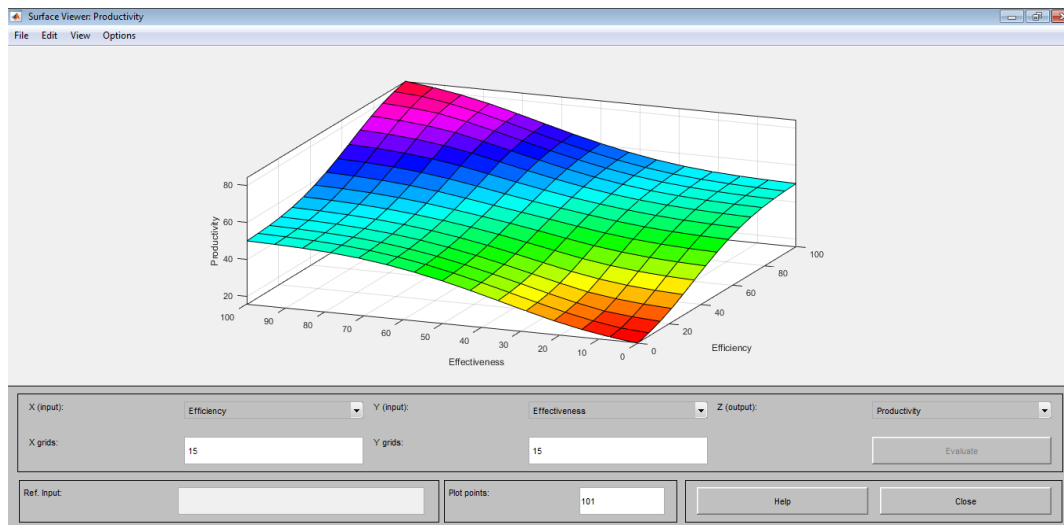 Surface Viewer: Productivity
File Edit View Options
80
60
40
20
Productivity
100
90
80
70
60
50
40
30
20
10
0
Effectiveness
0
20
40
60
80
100
Efficiency
X (input): Efficiency Y (input): Effectiveness Z (output): Productivity
X grids: 15 Y grids: 15 Evaluate
Ref. Input: Plot points: 101 Help Close